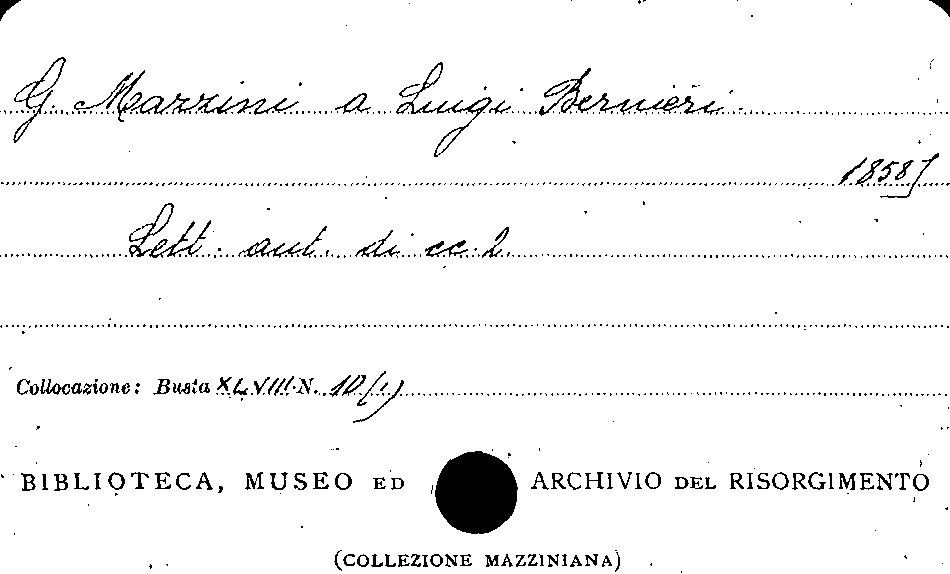 G. Mazzini a Luigi Bernieri.
1858]
Lett. aut. di cc. 2.
Collocazione: Busta XLVIII N. 10(1)
BIBLIOTECA, MUSEO ED ARCHIVIO DEL RISORGIMENTO
(COLLEZIONE MAZZINIANA)